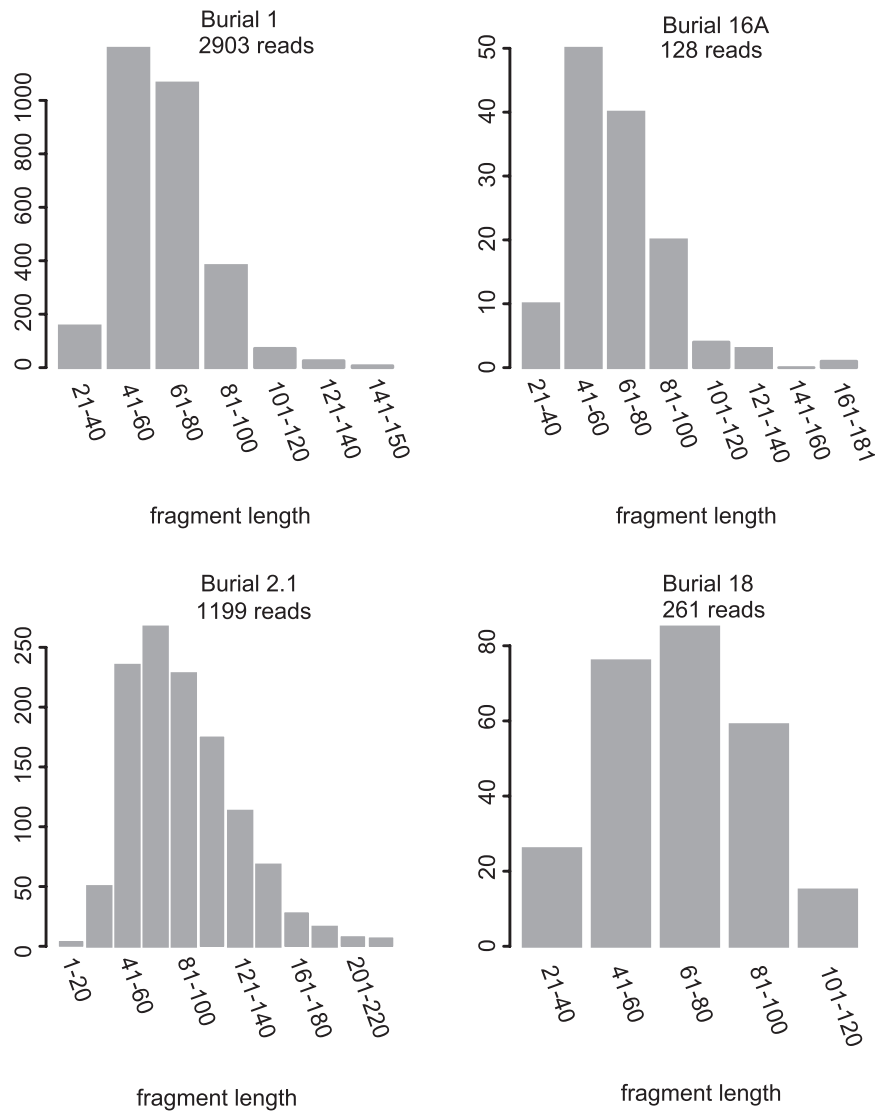 Burial 1
2903 reads
0 200 400 600 800 1000
21-40 41-60 61-80 81-100 101-120 121-140 141-150
fragment length
Burial 16A
128 reads
0 10 20 30 40 50
21-40 41-60 61-80 81-100 101-120 121-140 141-160 161-181
fragment length
Burial 2.1
1199 reads
0 50 100 150 200 250
1-20 41-60 81-100 121-140 161-180 201-220
fragment length
Burial 18
261 reads
0 20 40 60 80
21-40 41-60 61-80 81-100 101-120
fragment length